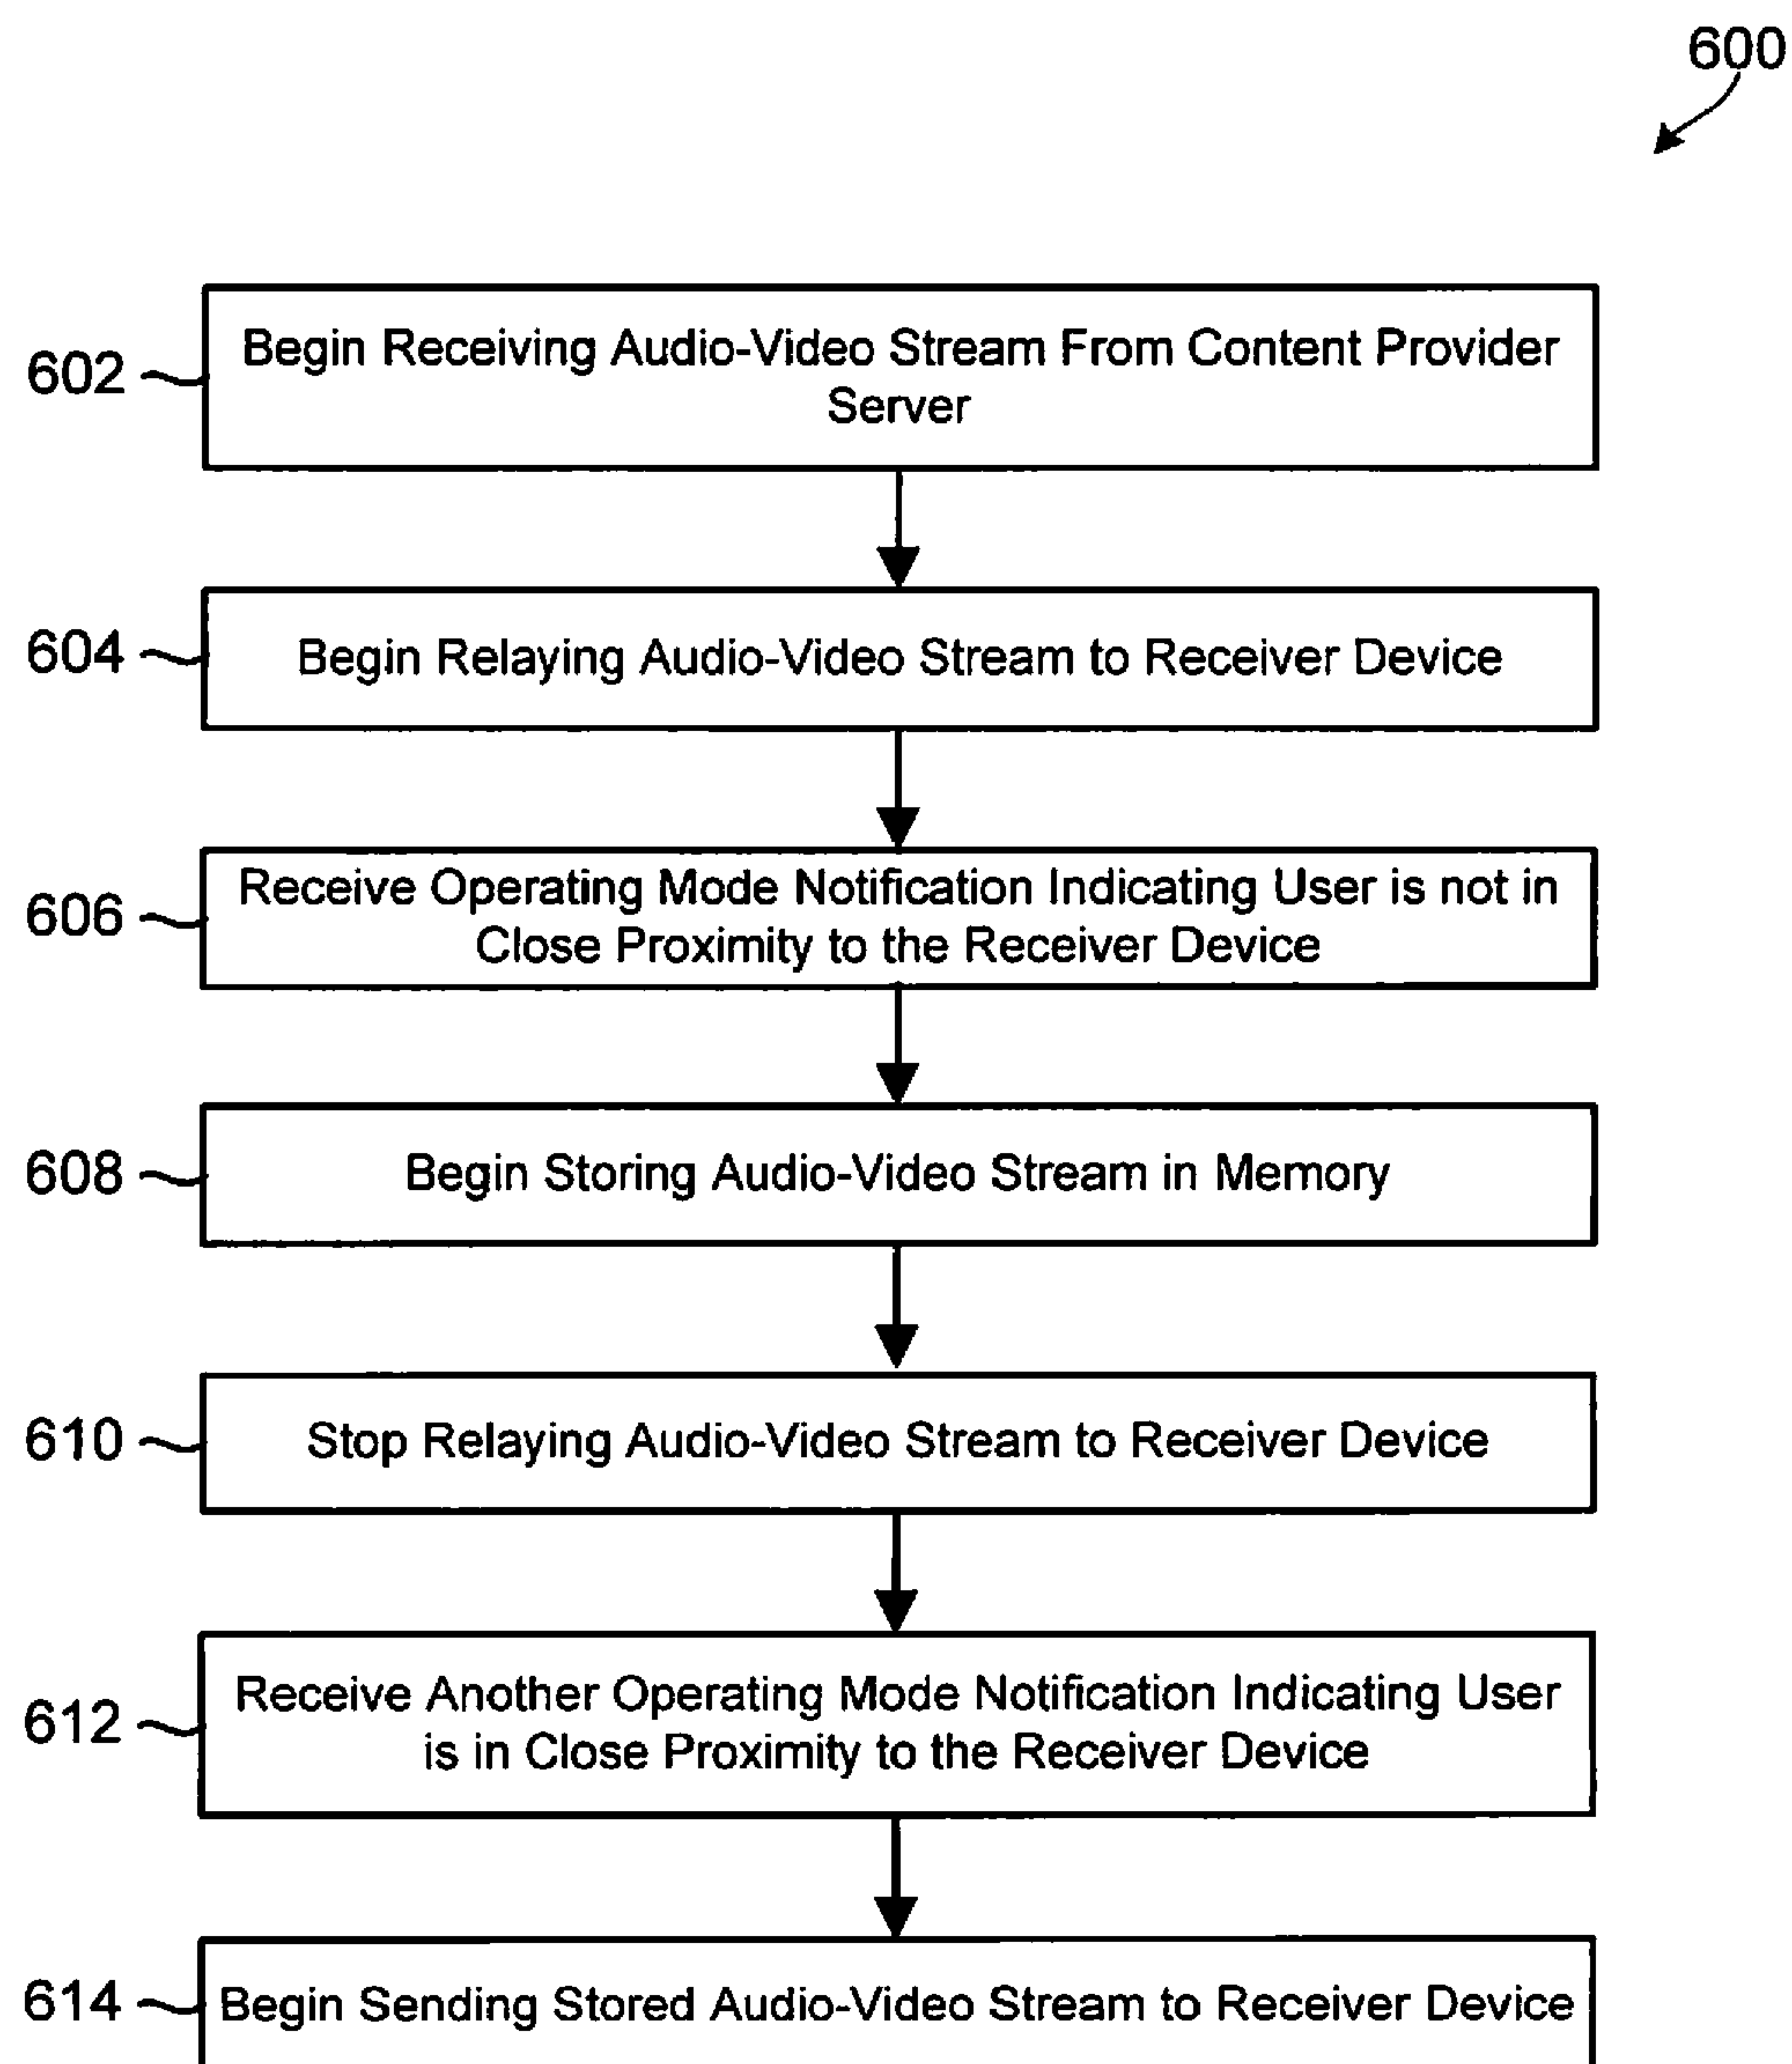 600
602
Begin Receiving Audio-Video Stream From Content Provider
Server
604
Begin Relaying Audio-Video Stream to Receiver Device
606
Receive Operating Mode Notification Indicating User is not in
Close Proximity to the Receiver Device
608
Begin Storing Audio-Video Stream in Memory
610
Stop Relaying Audio-Video Stream to Receiver Device
612
Receive Another Operating Mode Notification Indicating User
is in Close Proximity to the Receiver Device
614
Begin Sending Stored Audio-Video Stream to Receiver Device